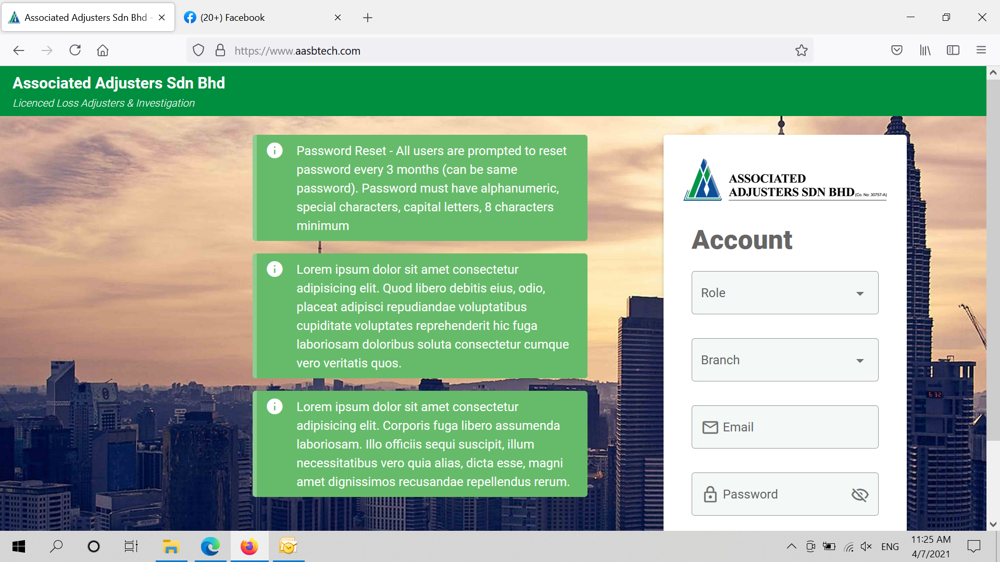 Associated Adjusters Sdn Bhd -
(20+) Facebook
https://www.aasbtech.com
Associated Adjusters Sdn Bhd
Licenced Loss Adjusters & Investigation
Password Reset - All users are prompted to reset
password every 3 months (can be same
password). Password must have alphanumeric,
special characters, capital letters, 8 characters
minimum
Lorem ipsum dolor sit amet consectetur
adipisicing elit. Quod libero debitis eius, odio,
placeat adipisci repudiandae voluptatibus
cupiditate voluptates reprehenderit hic fuga
laboriosam doloribus soluta consectetur cumque
vero veritatis quos.
Lorem ipsum dolor sit amet consectetur
adipisicing elit. Corporis fuga libero assumenda
laboriosam. Illo officiis sequi suscipit, illum
necessitatibus vero quia alias, dicta esse, magni
amet dignissimos recusandae repellendus rerum.
ASSOCIATED
ADJUSTERS SDN BHD (Co. No: 30757-A)
Account
Role
Branch
Email
Password
6:32
ENG
11:25 AM
4/7/2021